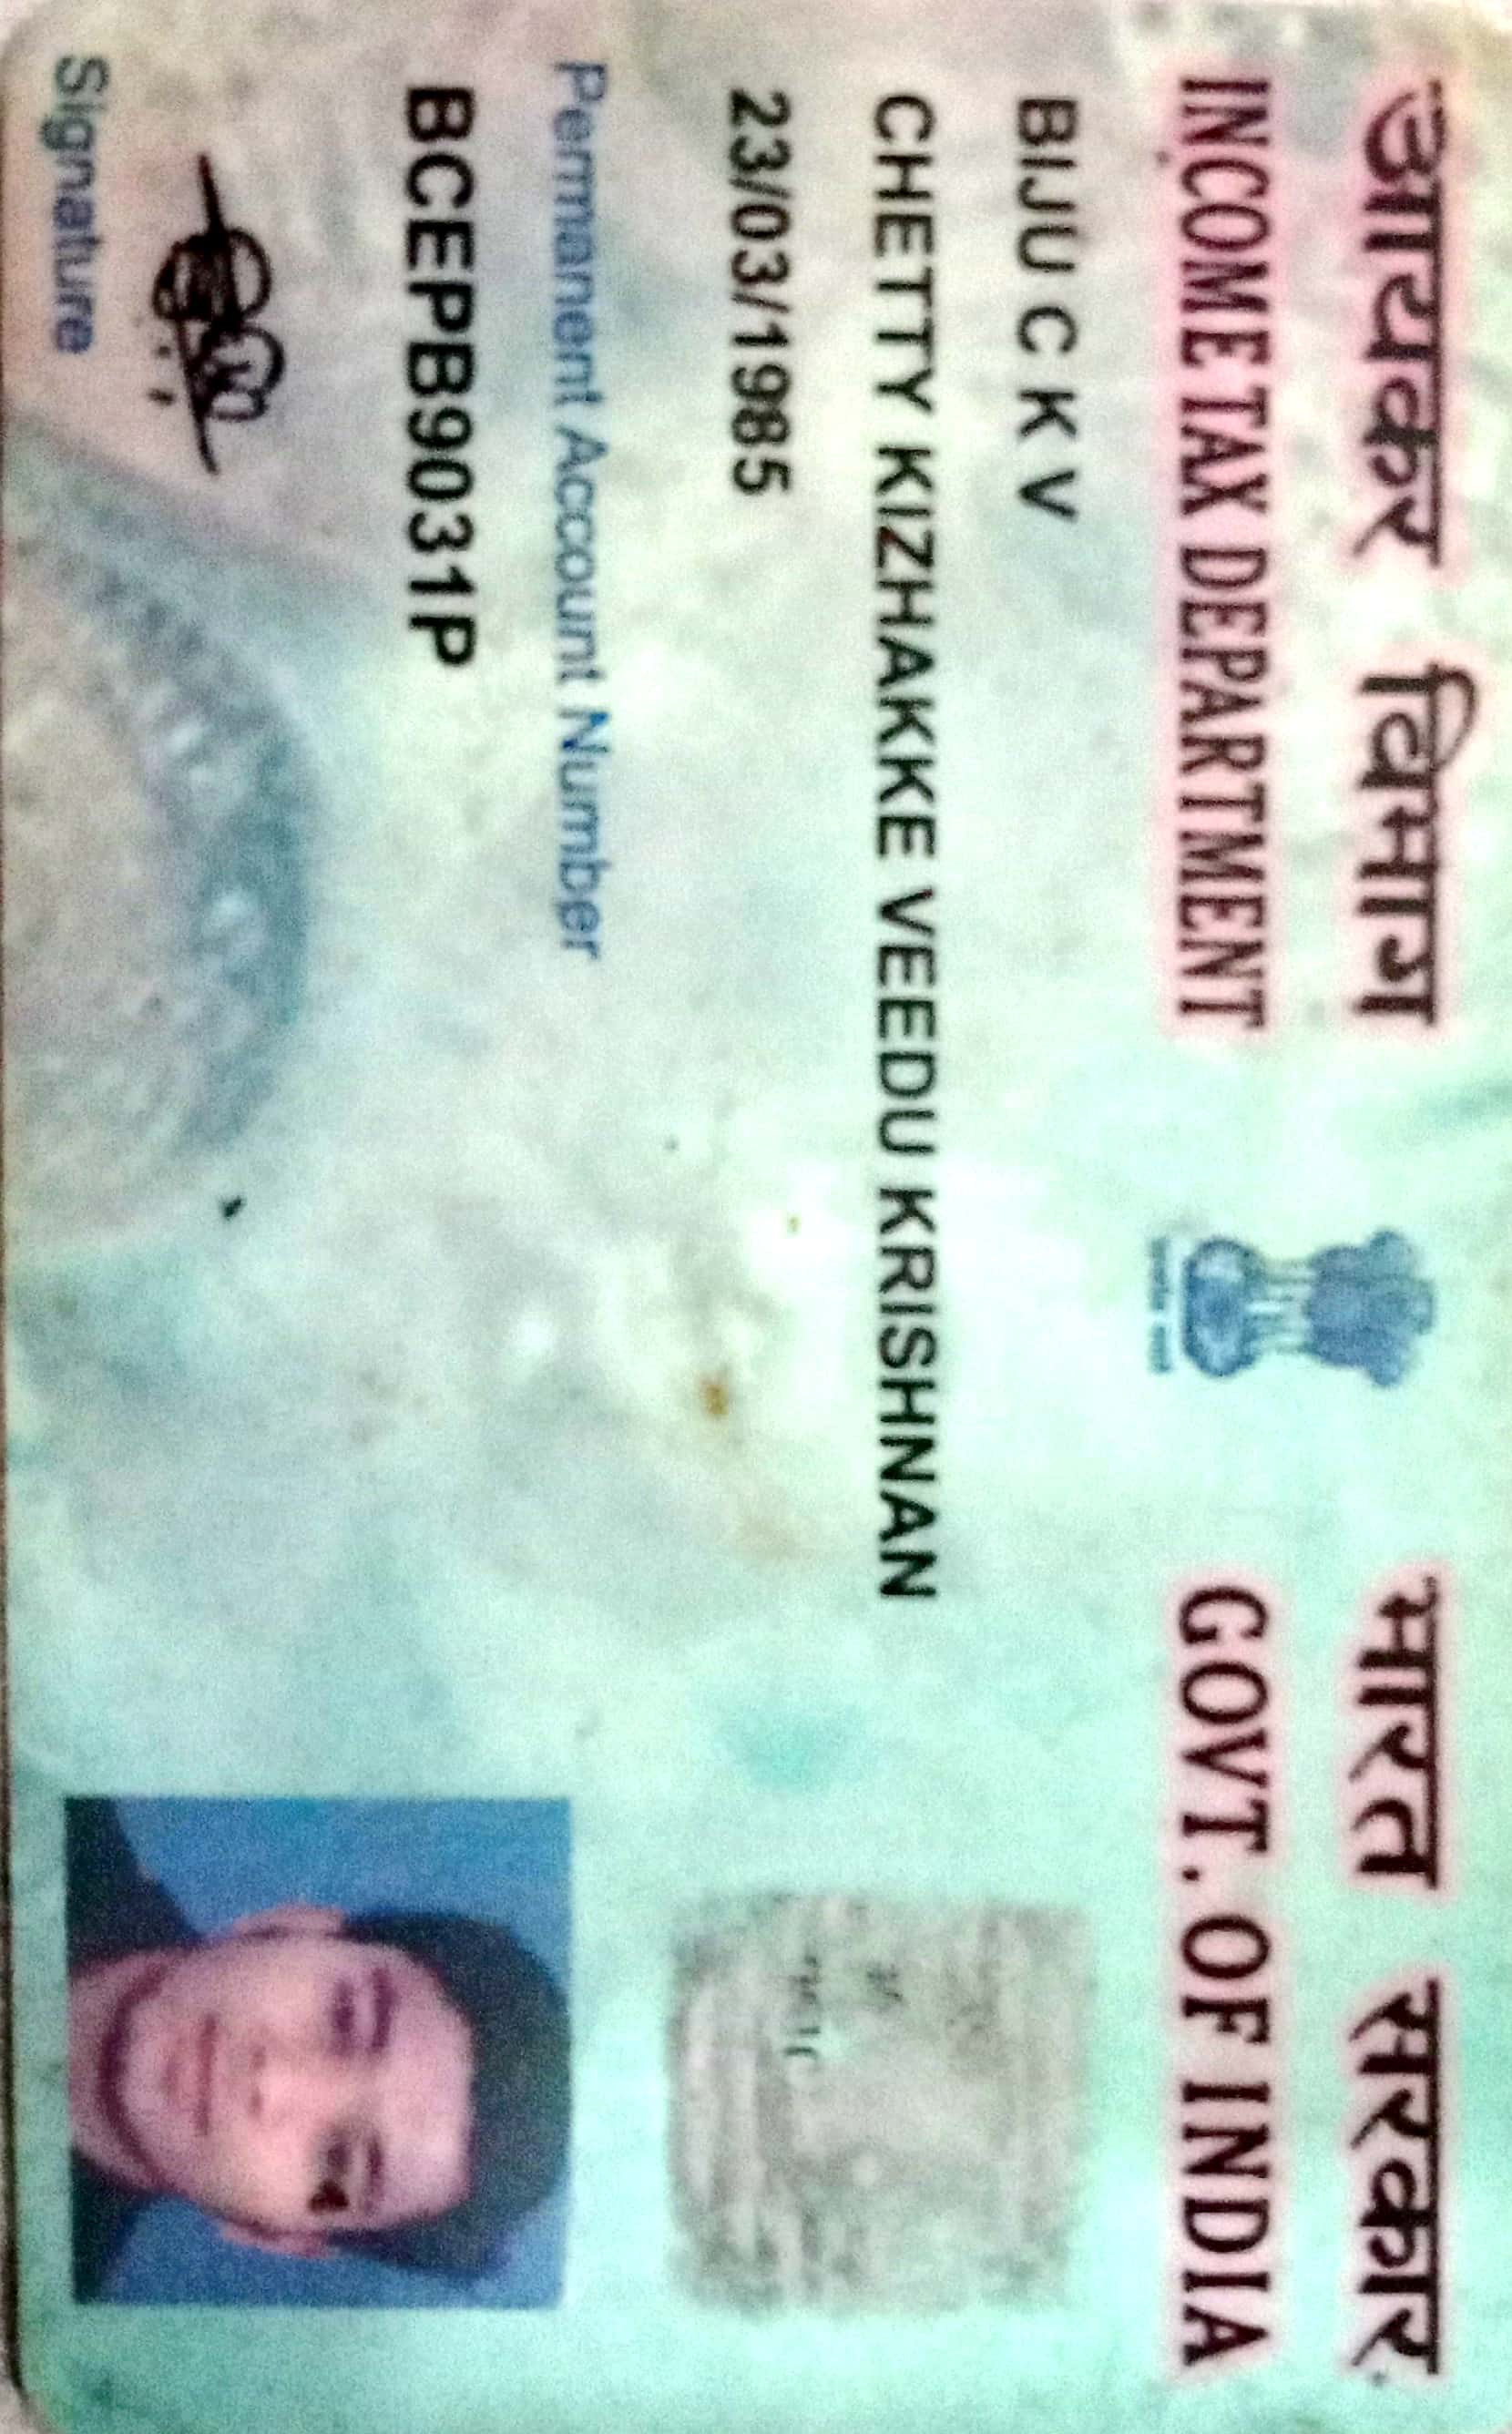 आयकर विभाग
INCOME TAX DEPARTMENT
भारत सरकार
GOVT. OF INDIA
BIJU C K V
CHETTY KIZHAKKE VEEDU KRISHNAN
23/03/1985
Permanent Account Number
BCEPB9031P
Signature